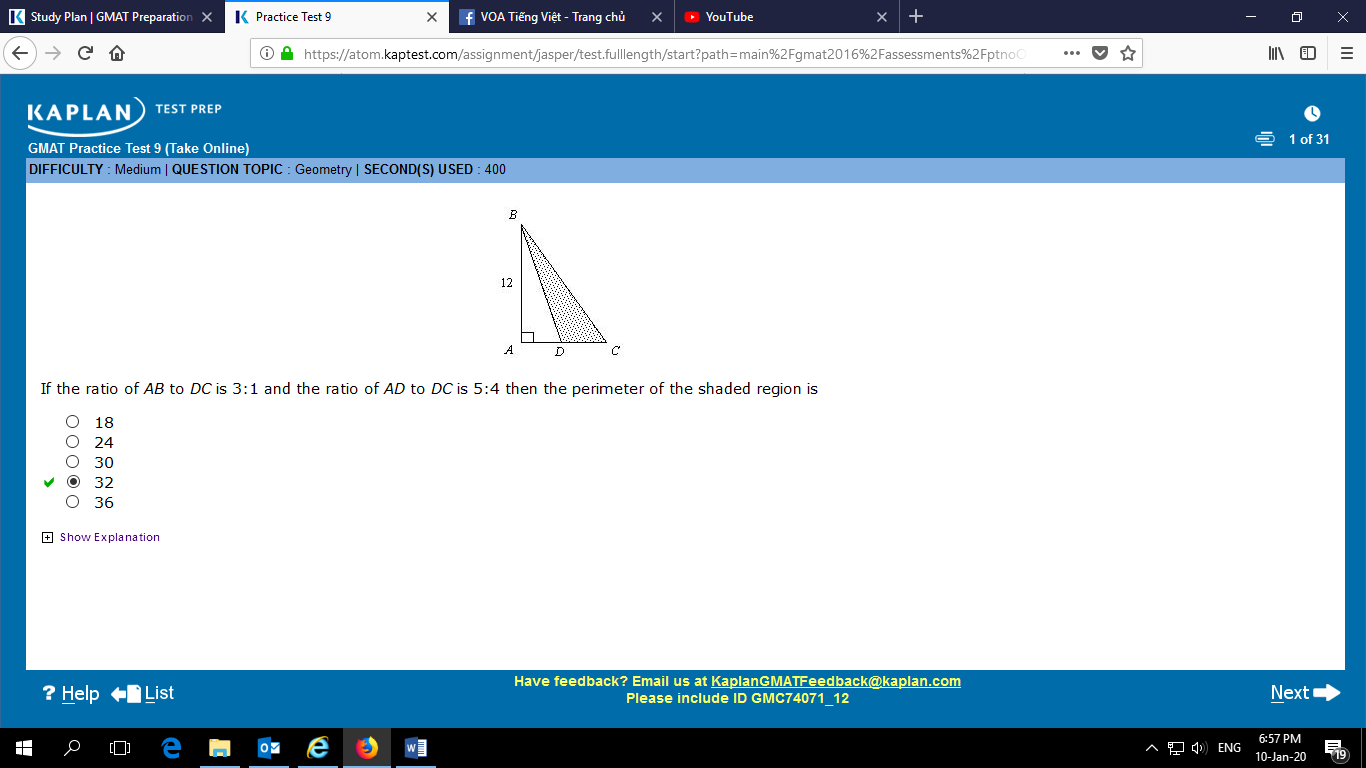 Study Plan | GMAT Preparation
Practice Test 9
VOA Tiếng Việt - Trang chủ
YouTube
https://atom.kaptest.com/assignment/jasper/test.fulllength/start?path=main%2Fgmat2016%2Fassessments%2Fptno
KAPLAN TEST PREP
GMAT Practice Test 9 (Take Online)
1 of 31
DIFFICULTY : Medium | QUESTION TOPIC : Geometry | SECOND(S) USED : 400
B
12
A D C
If the ratio of AB to DC is 3:1 and the ratio of AD to DC is 5:4 then the perimeter of the shaded region is
18
24
30
32
36
Show Explanation
? Help
List
Have feedback? Email us at KaplanGMATFeedback@kaplan.com
Please include ID GMC74071_12
Next
ENG
6:57 PM
10-Jan-20
19